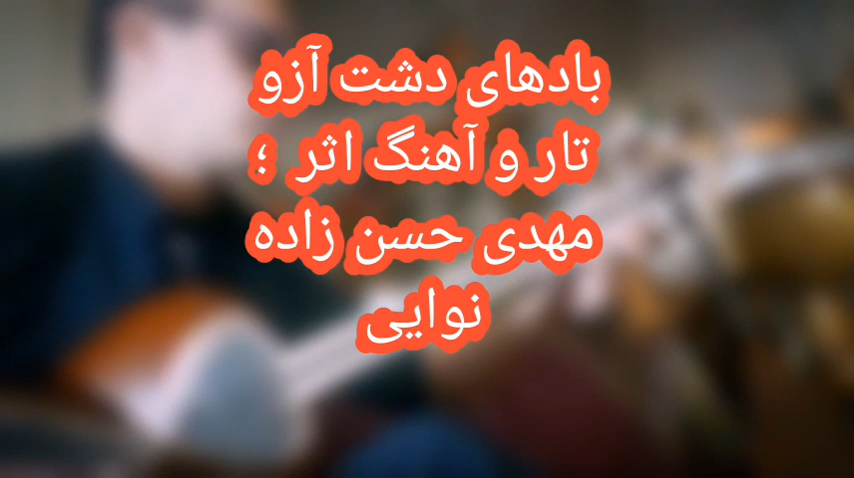 بادهای دشت آزو
تار و آهنگ اثر ؛
مهدی حسن زاده
نوایی